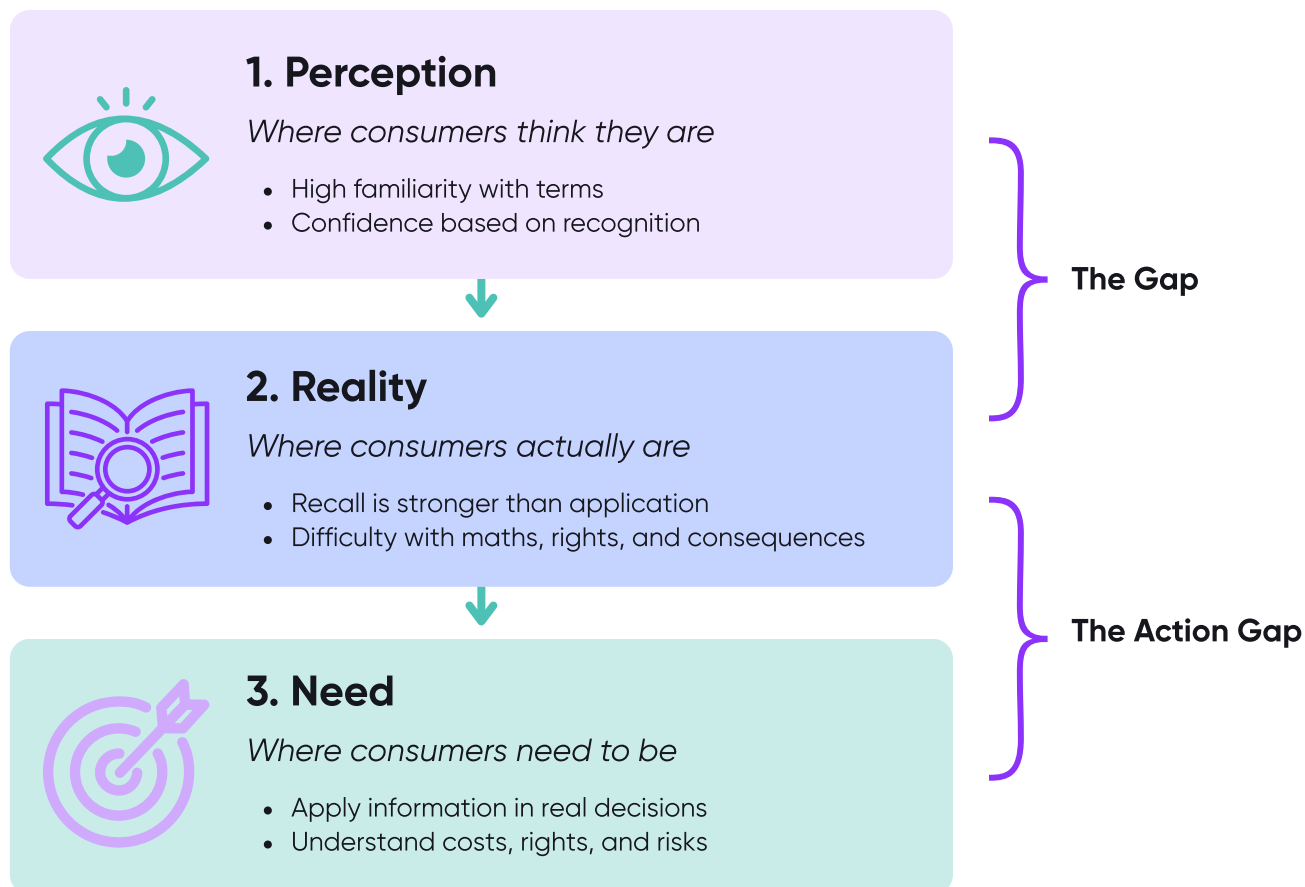 1. Perception
Where consumers think they are
• High familiarity with terms
• Confidence based on recognition
The Gap
2. Reality
Where consumers actually are
• Recall is stronger than application
• Difficulty with maths, rights, and consequences
The Action Gap
3. Need
Where consumers need to be
• Apply information in real decisions
• Understand costs, rights, and risks